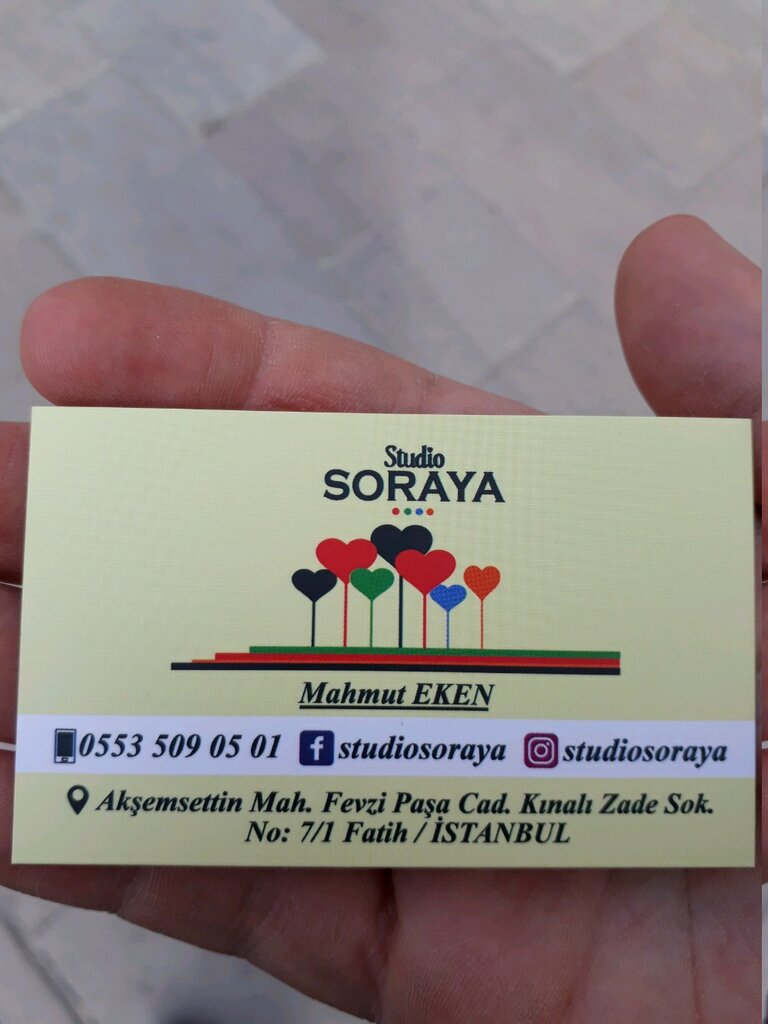 Studio
SORAYA
Mahmut EKEN
0553 509 05 01 studiosoraya studiosoraya
Akşemsettin Mah. Fevzi Paşa Cad. Kınalı Zade Sok.
No: 7/1 Fatih / İSTANBUL